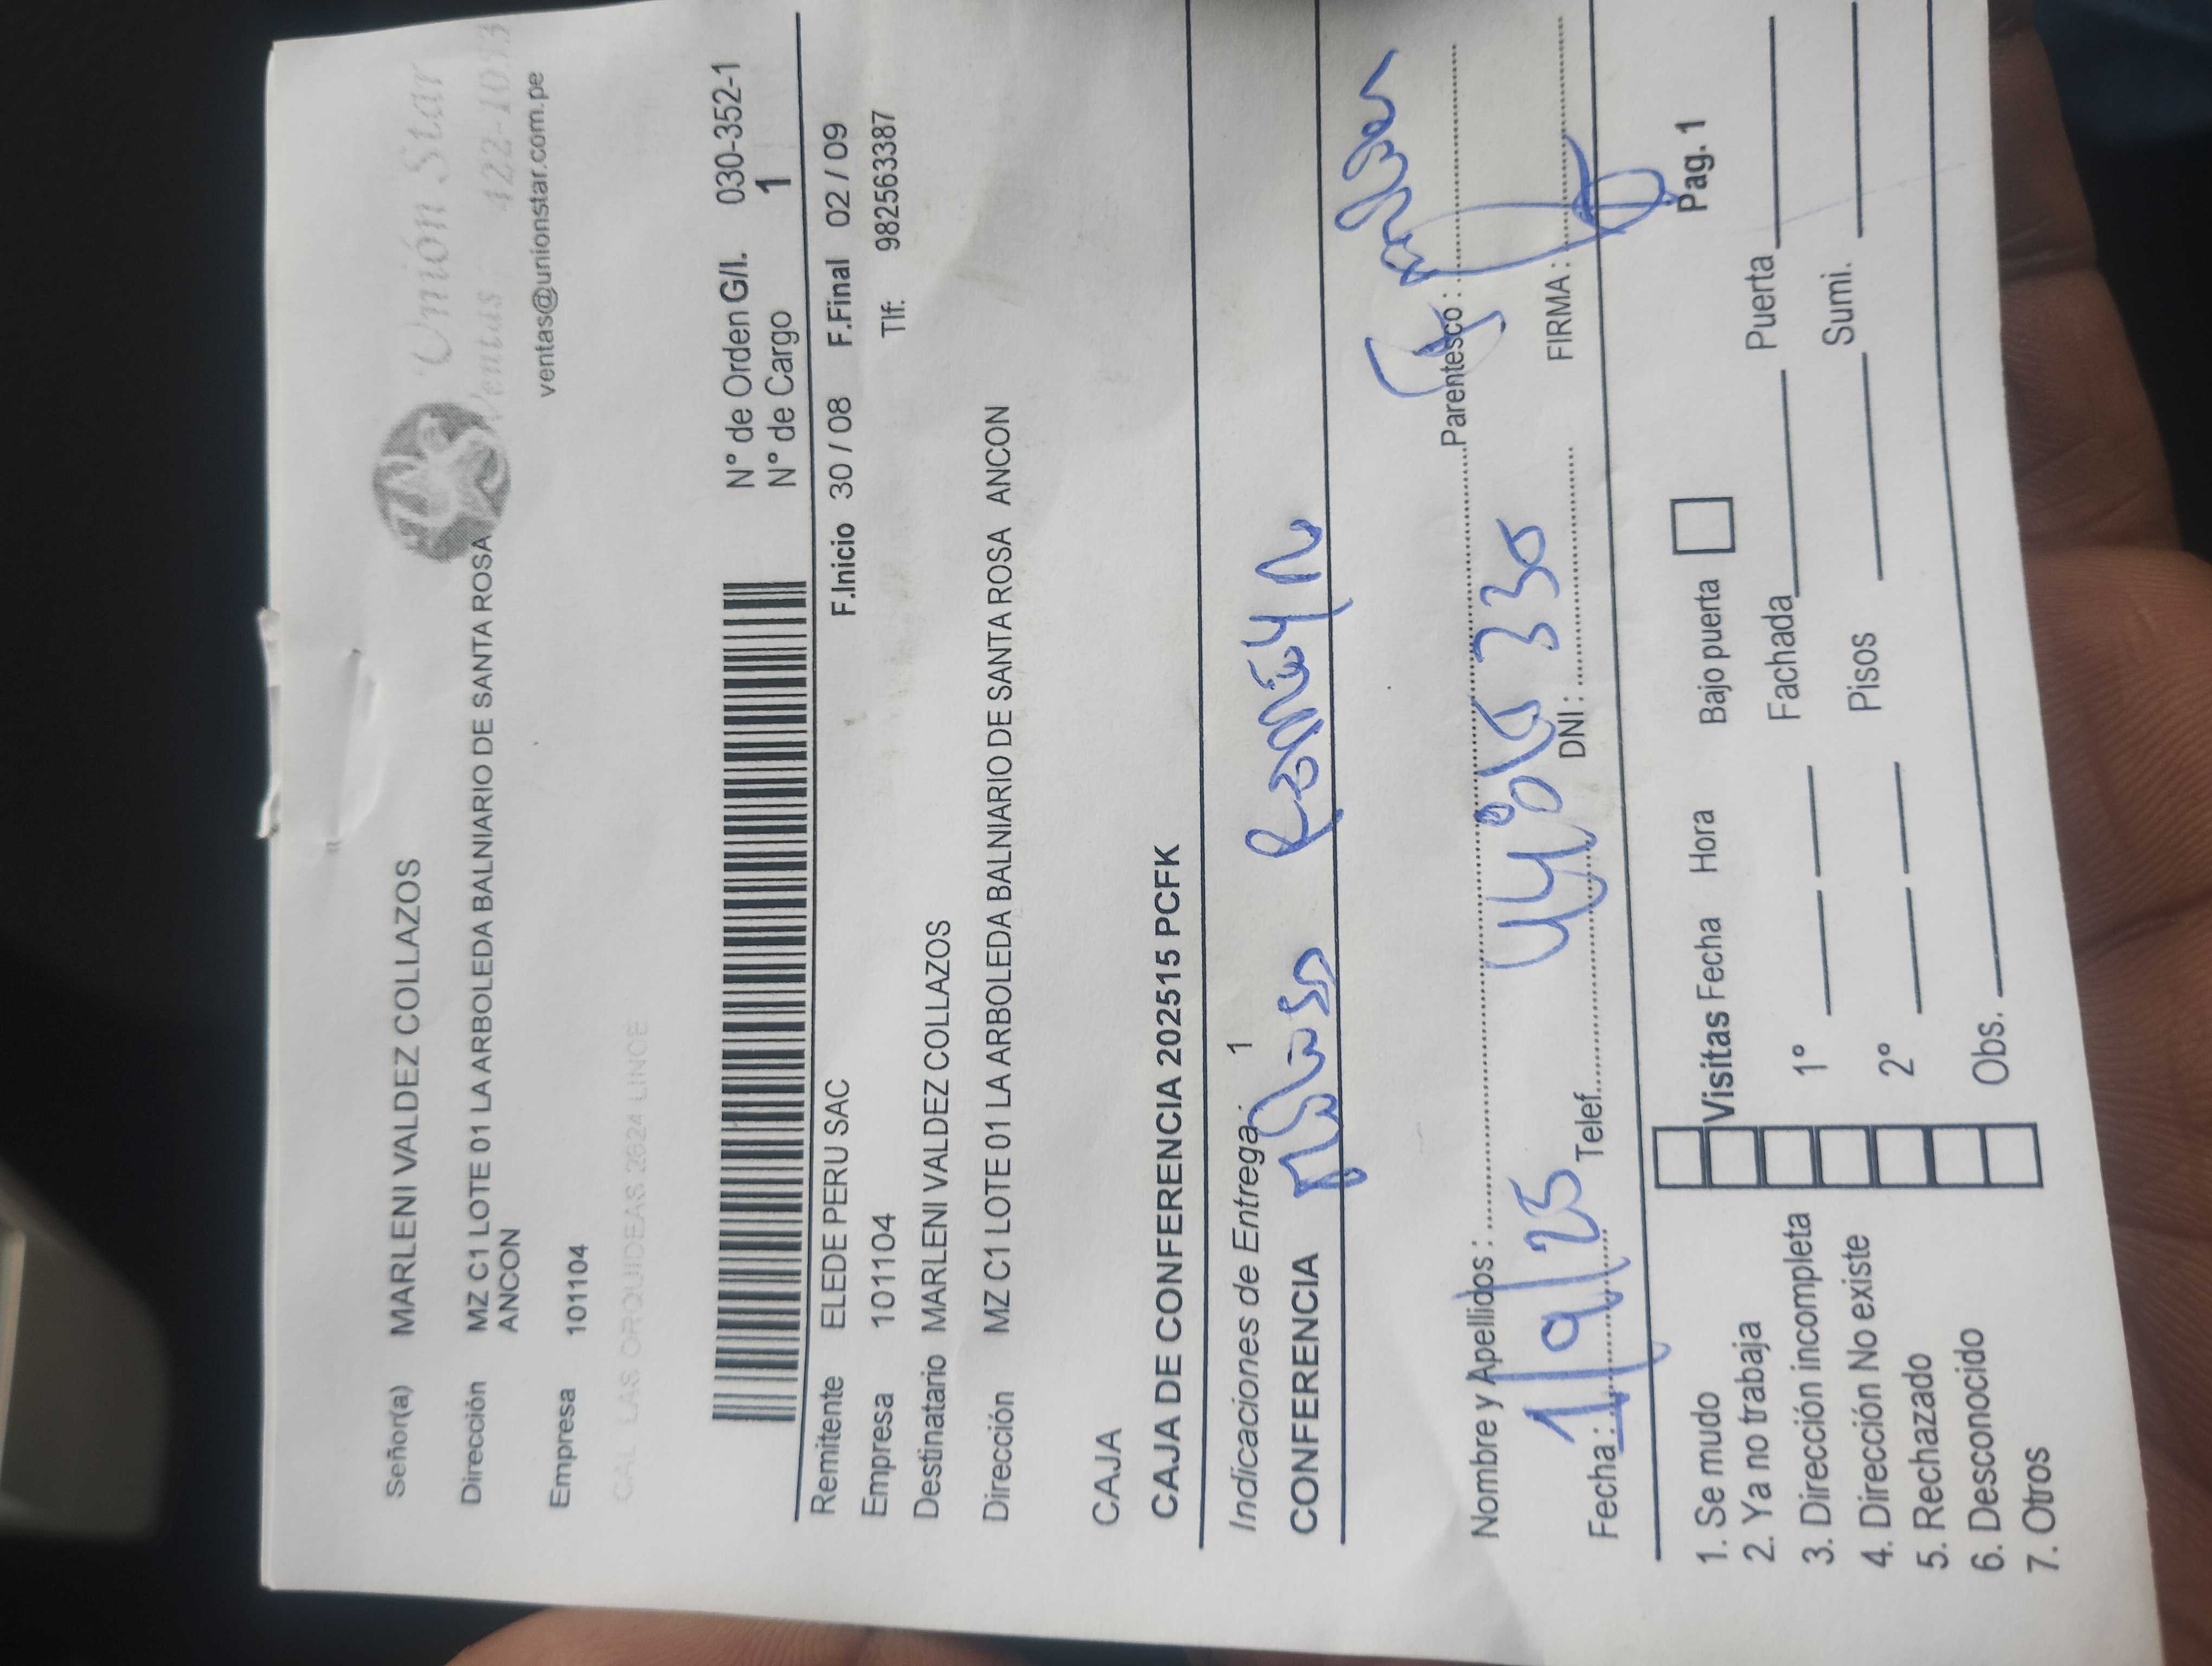 Unión Star
Ventas 422-1033
ventas@unionstar.com.pe
Señor(a) MARLENI VALDEZ COLLAZOS
Dirección MZ C1 LOTE 01 LA ARBOLEDA BALNIARIO DE SANTA ROSA
ANCON
Empresa 101104
CAL LAS ORQUIDEAS 2624 LINCE
N° de Orden G/I. 030-352-1
N° de Cargo 1
Remitente ELEDE PERU SAC F.Inicio 30 / 08 F.Final 02 / 09
Empresa 101104 Tlf: 982563387
Destinatario MARLENI VALDEZ COLLAZOS
Dirección MZ C1 LOTE 01 LA ARBOLEDA BALNIARIO DE SANTA ROSA ANCON
CAJA
CAJA DE CONFERENCIA 202515 PCFK
Indicaciones de Entrega: 1
CONFERENCIA
Nombre y Apellidos: Parentesco:
Fecha: 1/9/25 Telef. DNI: FIRMA:
1. Se mudo Visitas Fecha Hora Bajo puerta Pag. 1
2. Ya no trabaja
3. Dirección incompleta 1° Fachada Puerta
4. Dirección No existe 2° Pisos Sumi.
5. Rechazado
6. Desconocido Obs.
7. Otros